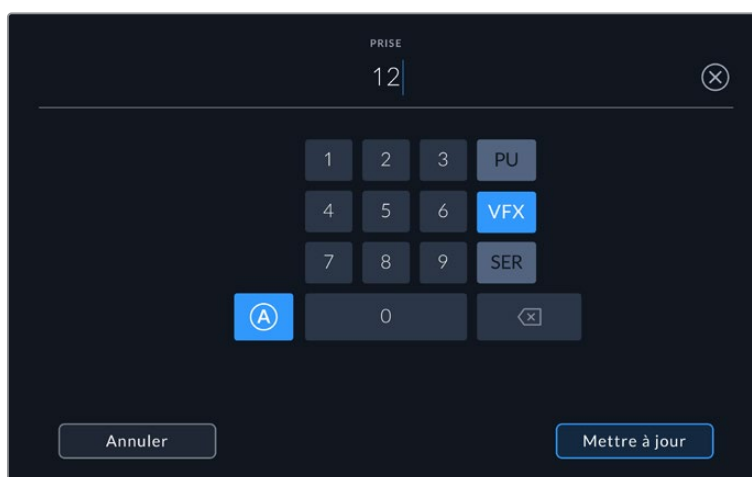 PRISE
12
1 2 3 PU
4 5 6 VFX
7 8 9 SER
A 0
Annuler Mettre à jour